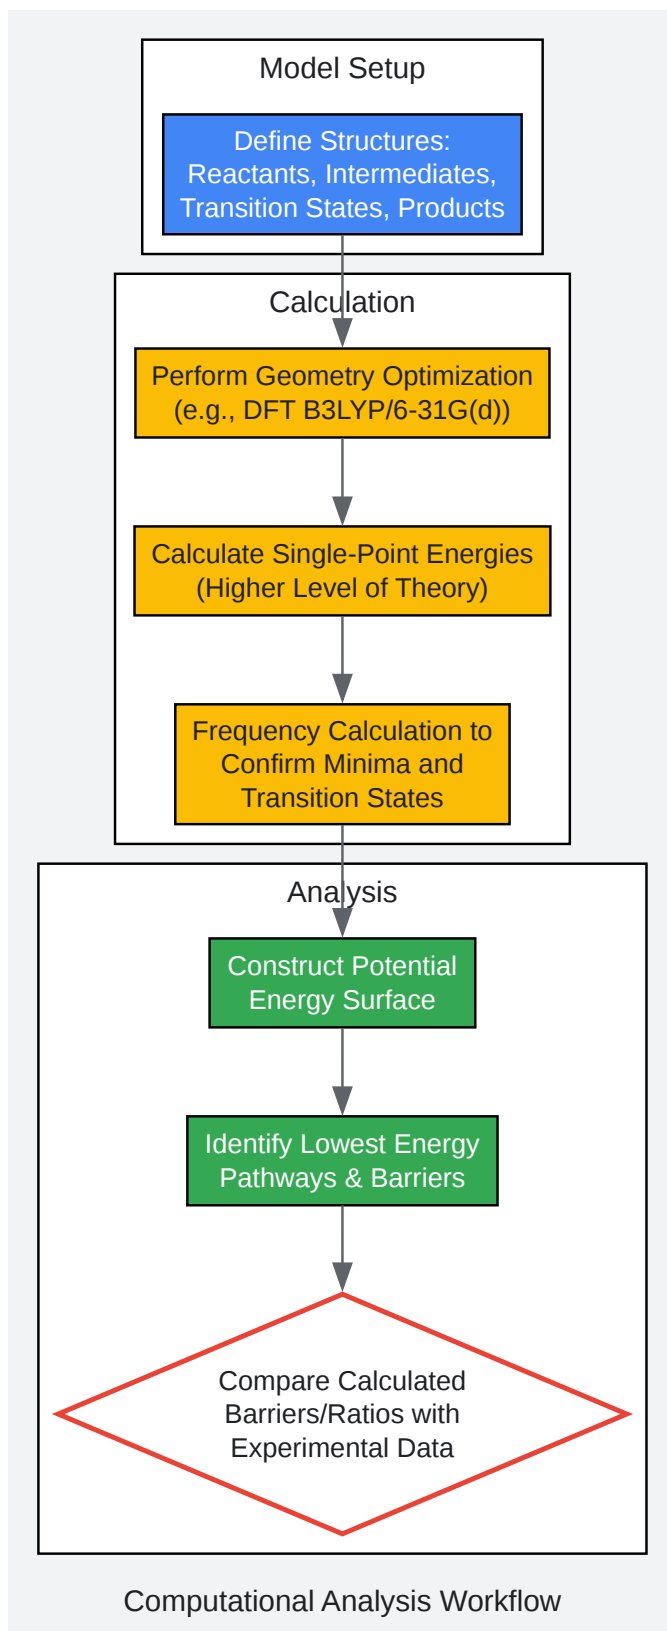 Model Setup
Define Structures:
Reactants, Intermediates,
Transition States, Products
Calculation
Perform Geometry Optimization
(e.g., DFT B3LYP/6-31G(d))
Calculate Single-Point Energies
(Higher Level of Theory)
Frequency Calculation to
Confirm Minima and
Transition States
Analysis
Construct Potential
Energy Surface
Identify Lowest Energy
Pathways & Barriers
Compare Calculated
Barriers/Ratios with
Experimental Data
Computational Analysis Workflow